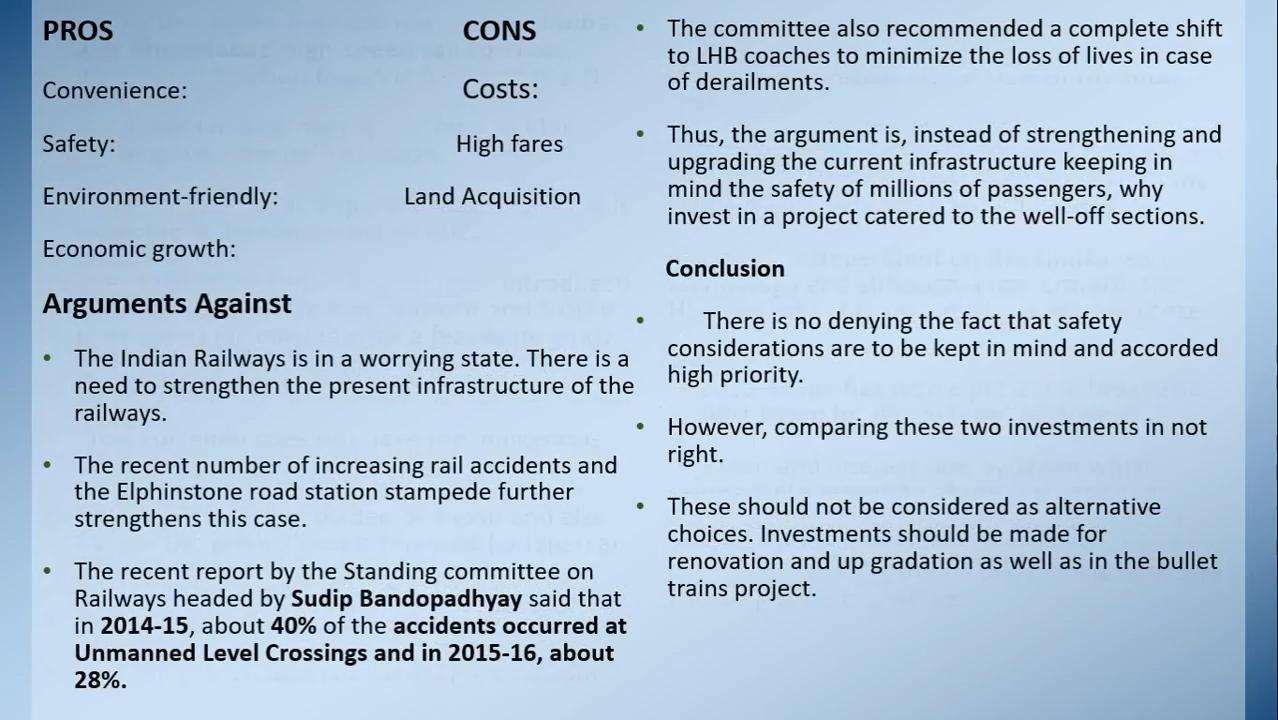 PROS CONS
Convenience: Costs:
Safety: High fares
Environment-friendly: Land Acquisition
Economic growth:
Arguments Against
• The Indian Railways is in a worrying state. There is a
need to strengthen the present infrastructure of the
railways.
• The recent number of increasing rail accidents and
the Elphinstone road station stampede further
strengthens this case.
• The recent report by the Standing committee on
Railways headed by Sudip Bandopadhyay said that
in 2014-15, about 40% of the accidents occurred at
Unmanned Level Crossings and in 2015-16, about
28%.
• The committee also recommended a complete shift
to LHB coaches to minimize the loss of lives in case
of derailments.
• Thus, the argument is, instead of strengthening and
upgrading the current infrastructure keeping in
mind the safety of millions of passengers, why
invest in a project catered to the well-off sections.
Conclusion
• There is no denying the fact that safety
considerations are to be kept in mind and accorded
high priority.
• However, comparing these two investments in not
right.
• These should not be considered as alternative
choices. Investments should be made for
renovation and up gradation as well as in the bullet
trains project.